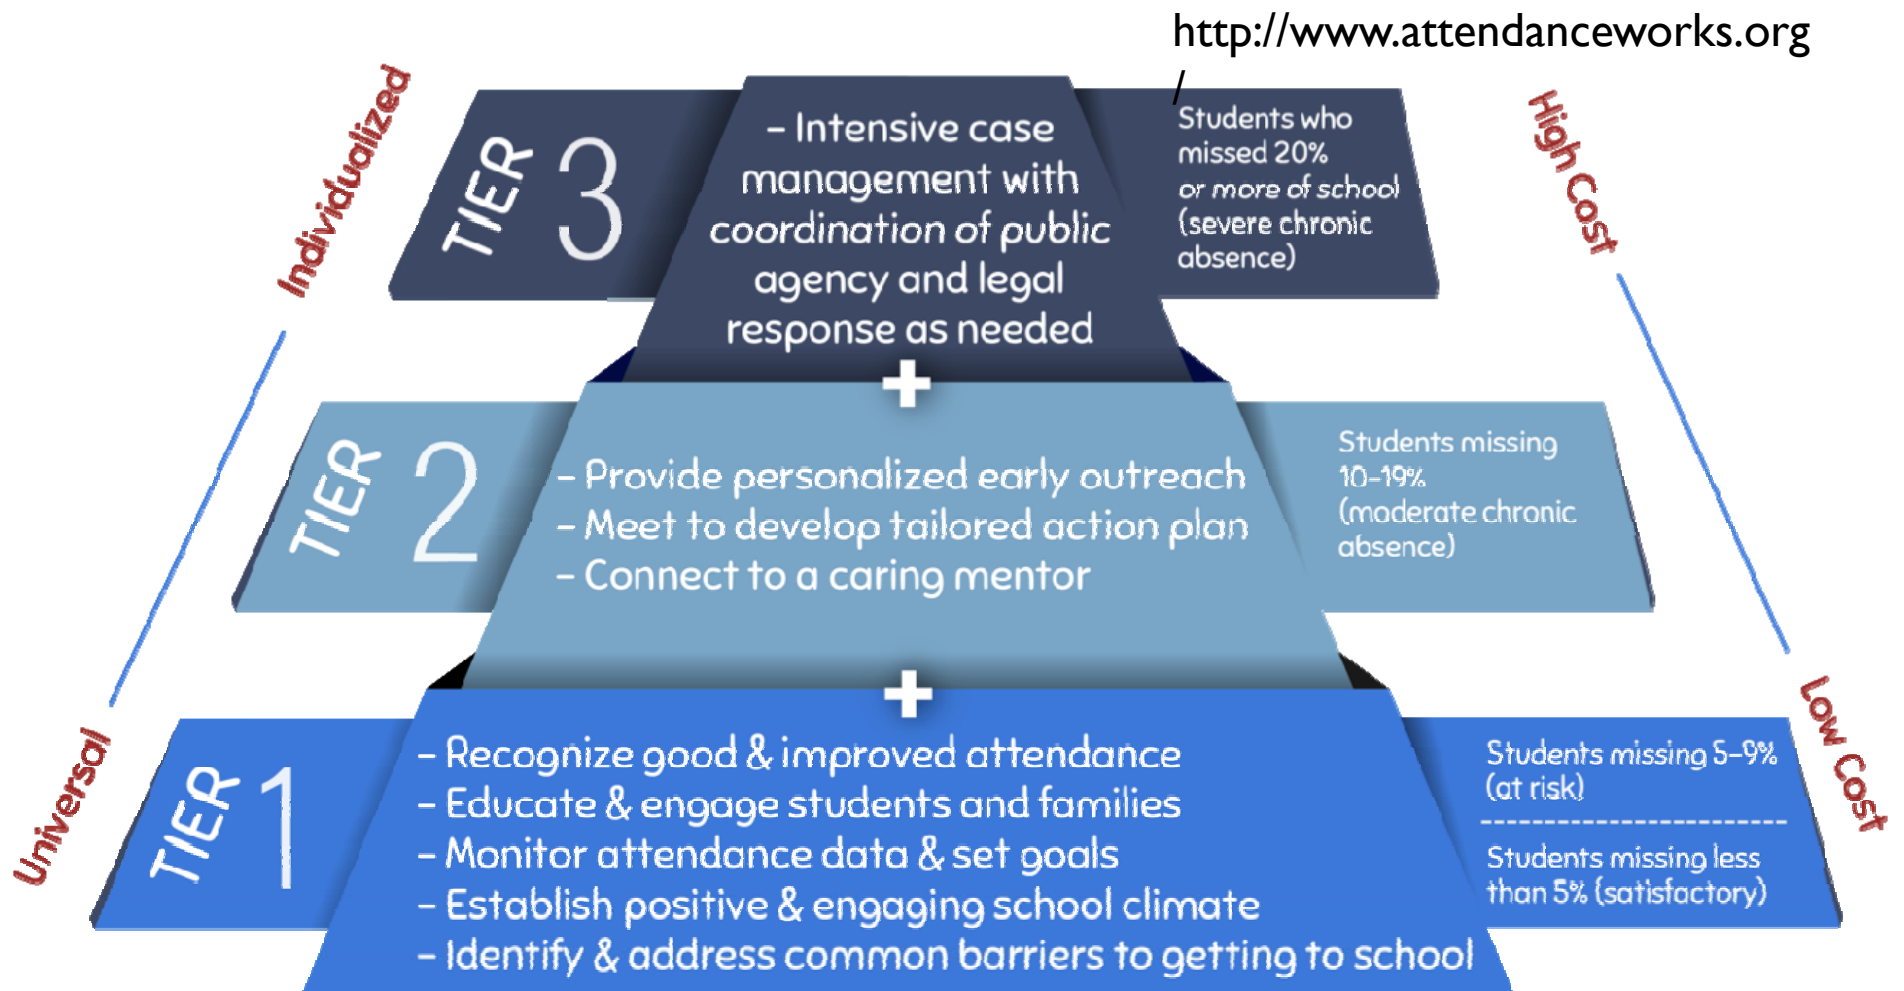 http://www.attendanceworks.org
/
Individualized
High Cost
TIER 3
– Intensive case
management with
coordination of public
agency and legal
response as needed
Students who
missed 20%
or more of school
(severe chronic
absence)
+
TIER 2
– Provide personalized early outreach
– Meet to develop tailored action plan
– Connect to a caring mentor
Students missing
10–19%
(moderate chronic
absence)
+
Universal
Low Cost
TIER 1
– Recognize good & improved attendance
– Educate & engage students and families
– Monitor attendance data & set goals
– Establish positive & engaging school climate
– Identify & address common barriers to getting to school
Students missing 5–9%
(at risk)
Students missing less
than 5% (satisfactory)